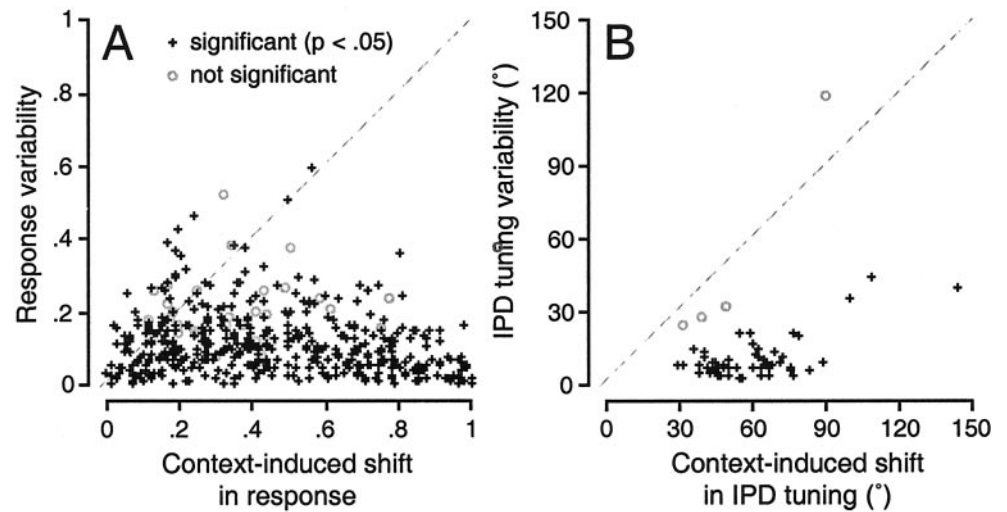 A
significant (p < .05)
not significant
Response variability
1
.8
.6
.4
.2
0
0
.2
.4
.6
.8
1
Context-induced shift
in response
B
IPD tuning variability (°)
150
120
90
60
30
0
0
30
60
90
120
150
Context-induced shift
in IPD tuning (°)